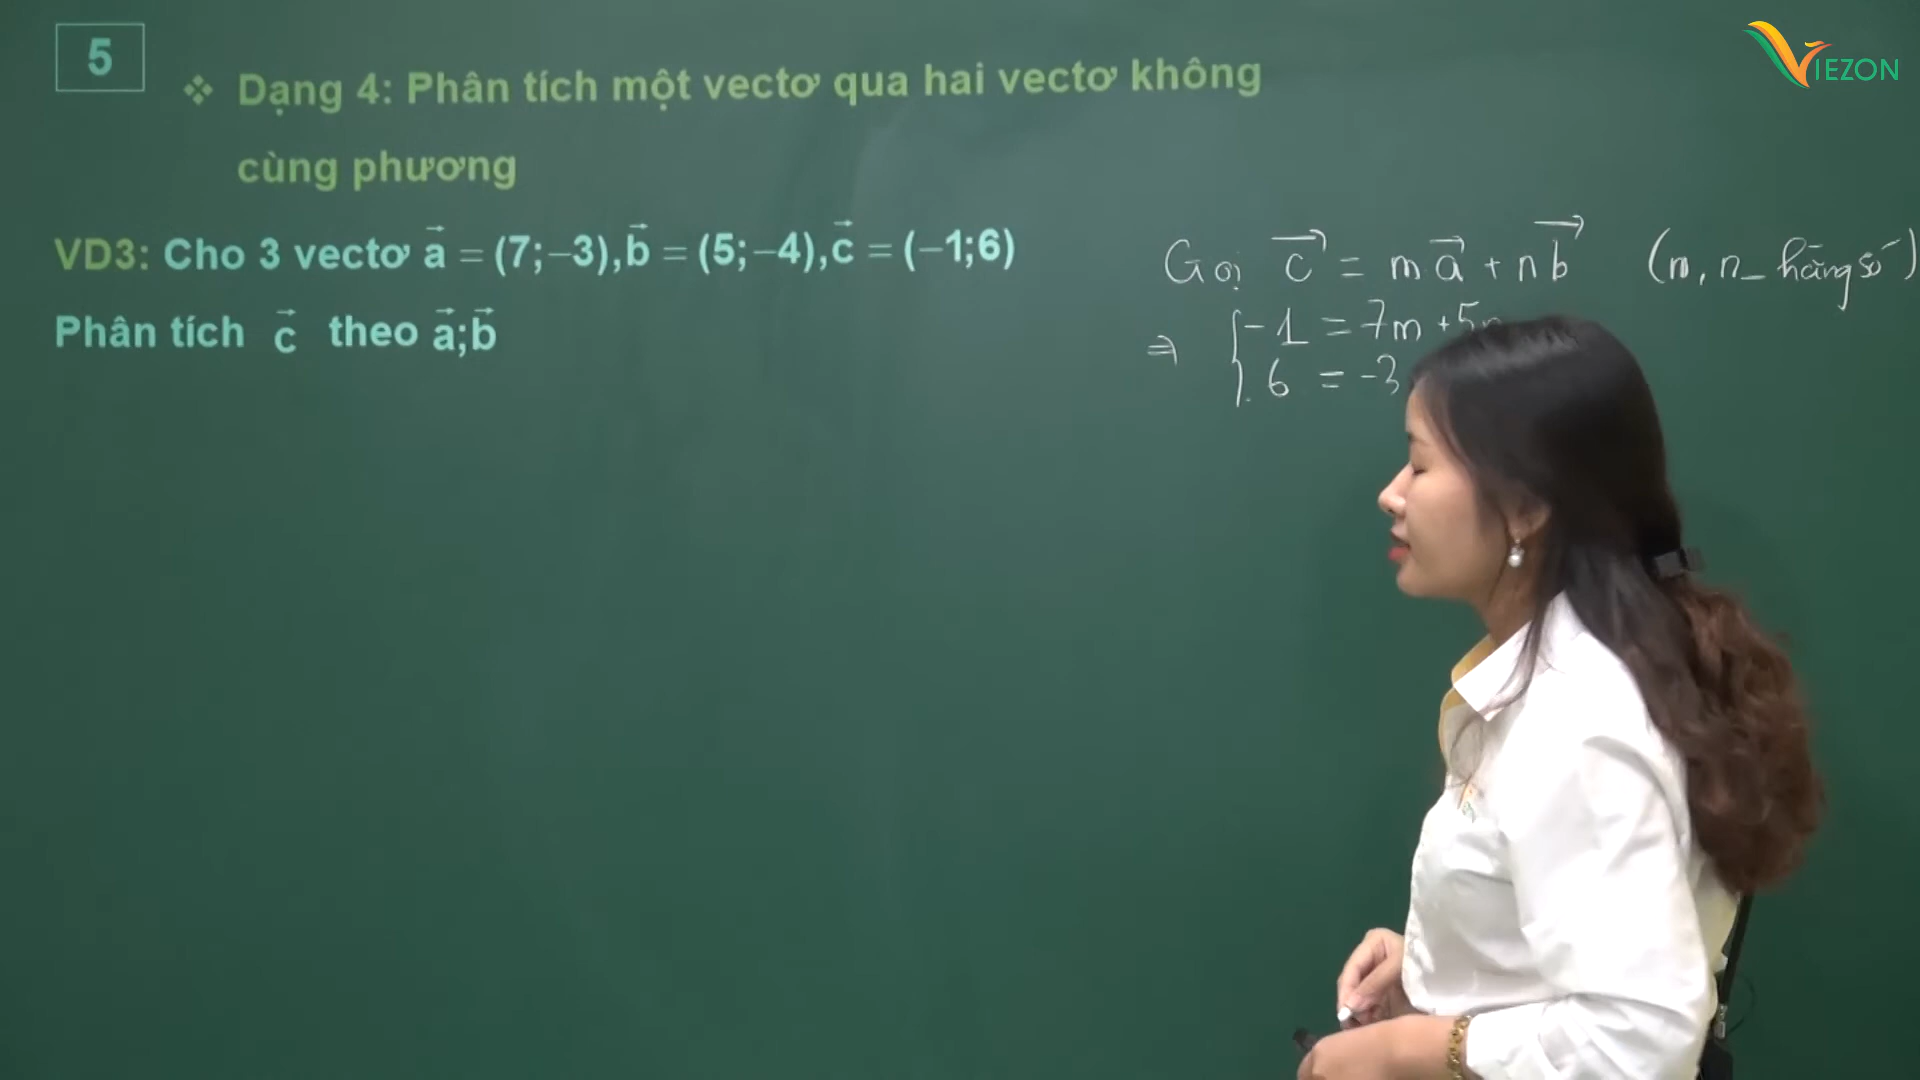 5
VIEZON
❖ Dạng 4: Phân tích một vectơ qua hai vectơ không
cùng phương
VD3: Cho 3 vectơ a⃗ = (7;−3),b⃗ = (5;−4),c⃗ = (−1;6)
Phân tích c⃗ theo a⃗;b⃗
Gọi c⃗ = ma⃗ + nb⃗ (m, n_ hằng số)
⇒ { -1 = 7m + 5n
6 = -3